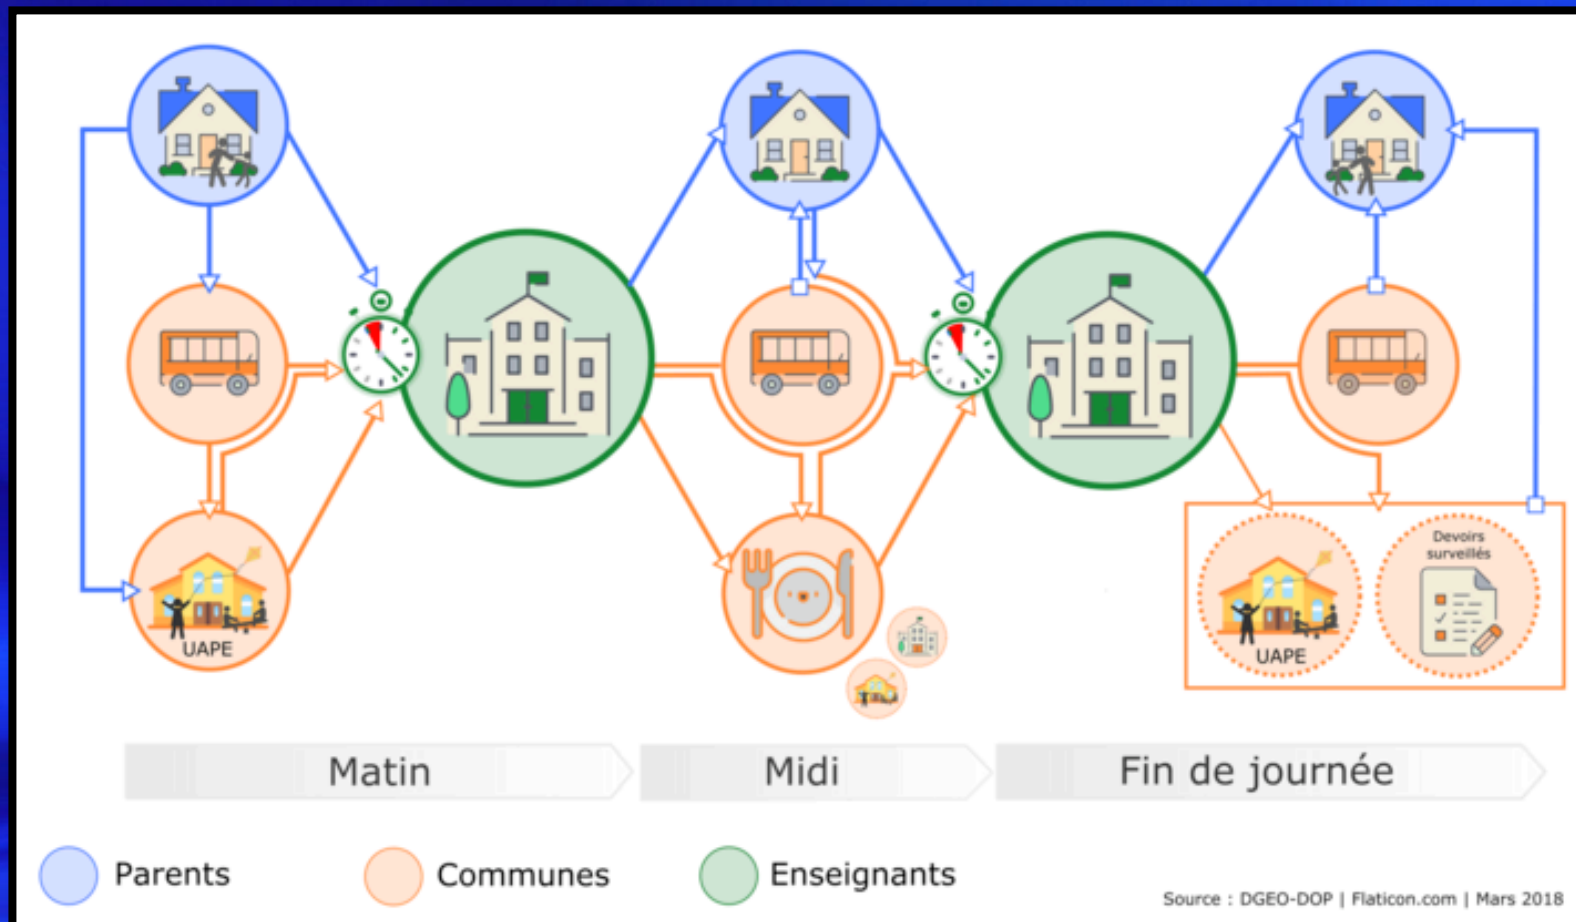 UAPE
Devoirs
surveillés
UAPE
Matin
Midi
Fin de journée
Parents
Communes
Enseignants
Source : DGEO-DOP | Flaticon.com | Mars 2018